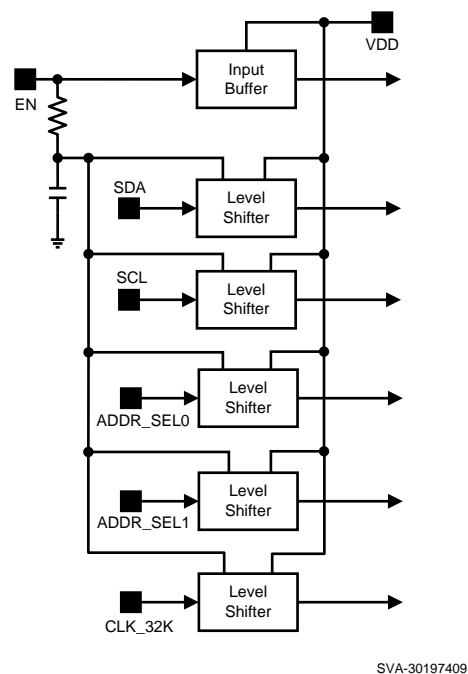 VDD
Input
Buffer
EN
SDA
Level
Shifter
SCL
Level
Shifter
ADDR_SEL0
Level
Shifter
ADDR_SEL1
Level
Shifter
CLK_32K
Level
Shifter
SVA-30197409